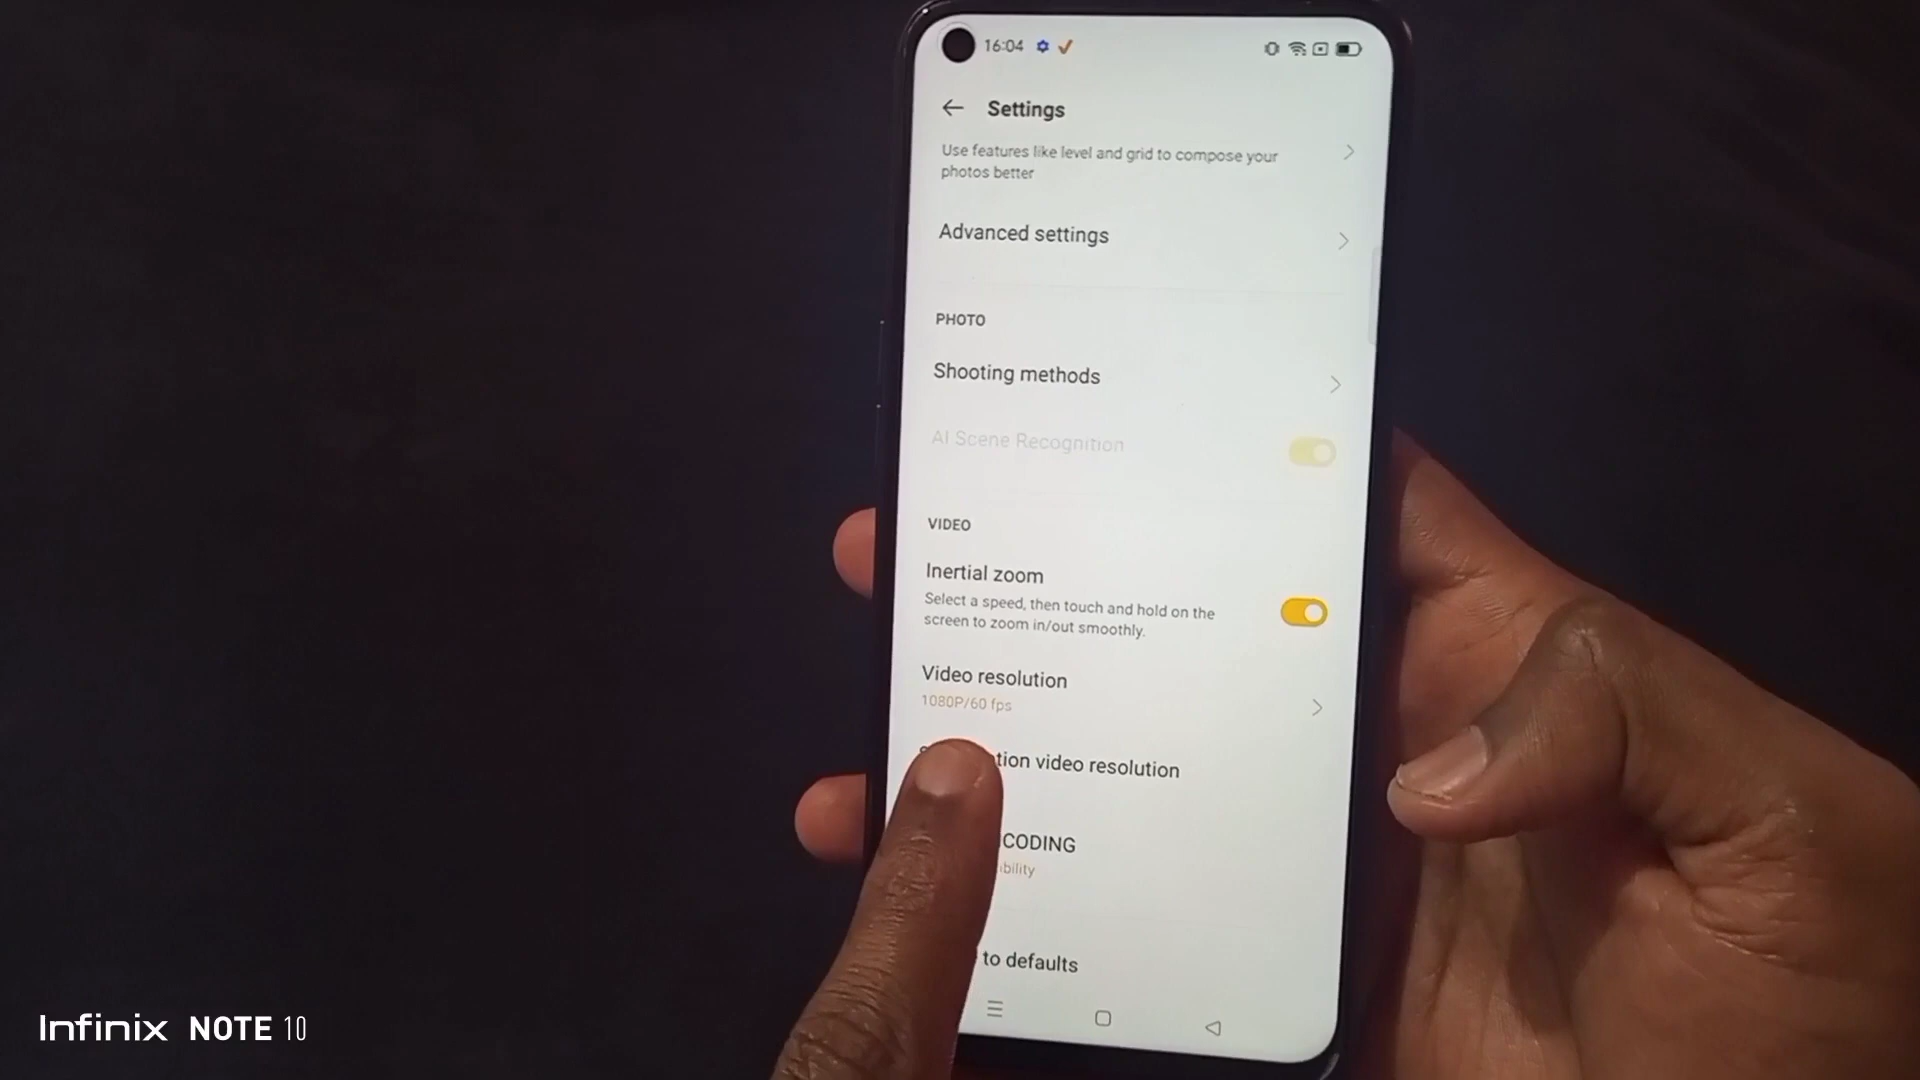 16:04
Settings
Use features like level and grid to compose your
photos better
Advanced settings
PHOTO
Shooting methods
AI Scene Recognition
VIDEO
Inertial zoom
Select a speed, then touch and hold on the
screen to zoom in/out smoothly.
Video resolution
1080P/60 fps
video resolution
to defaults
Infinix NOTE 10